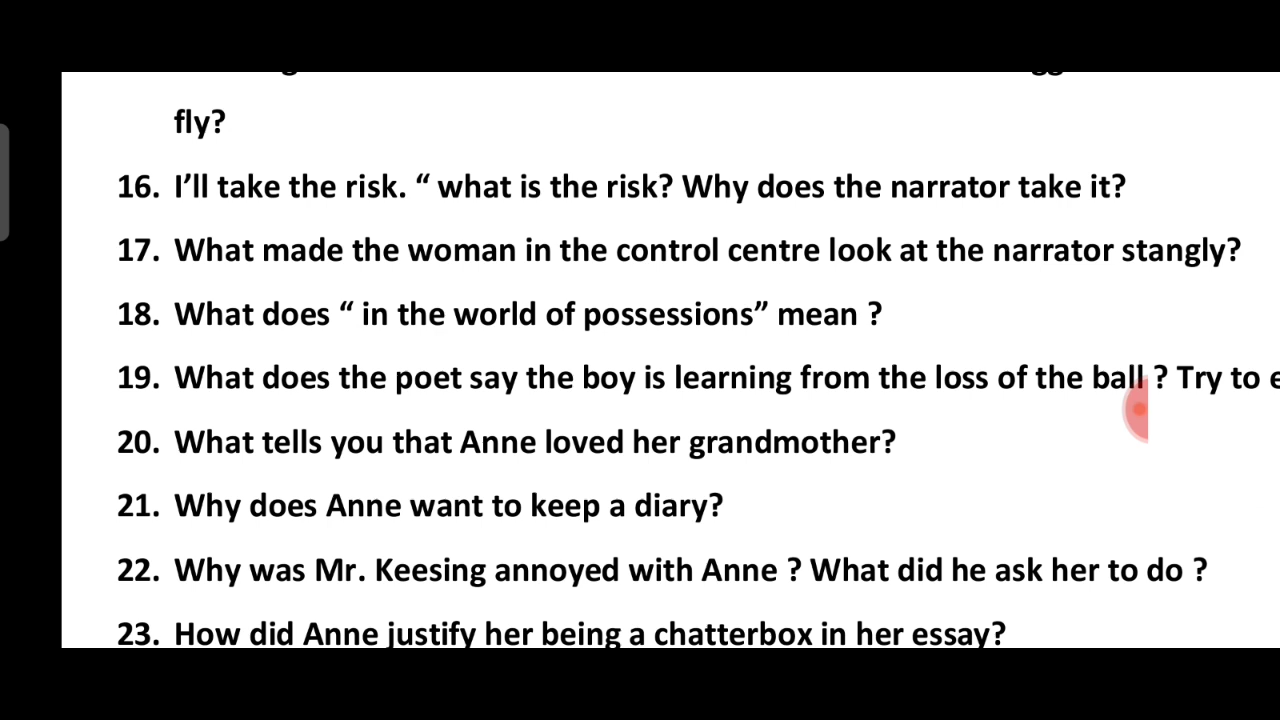 fly?
16. I’ll take the risk. “ what is the risk? Why does the narrator take it?
17. What made the woman in the control centre look at the narrator stangly?
18. What does “ in the world of possessions” mean ?
19. What does the poet say the boy is learning from the loss of the ball ? Try to e
20. What tells you that Anne loved her grandmother?
21. Why does Anne want to keep a diary?
22. Why was Mr. Keesing annoyed with Anne ? What did he ask her to do ?
23. How did Anne justify her being a chatterbox in her essay?